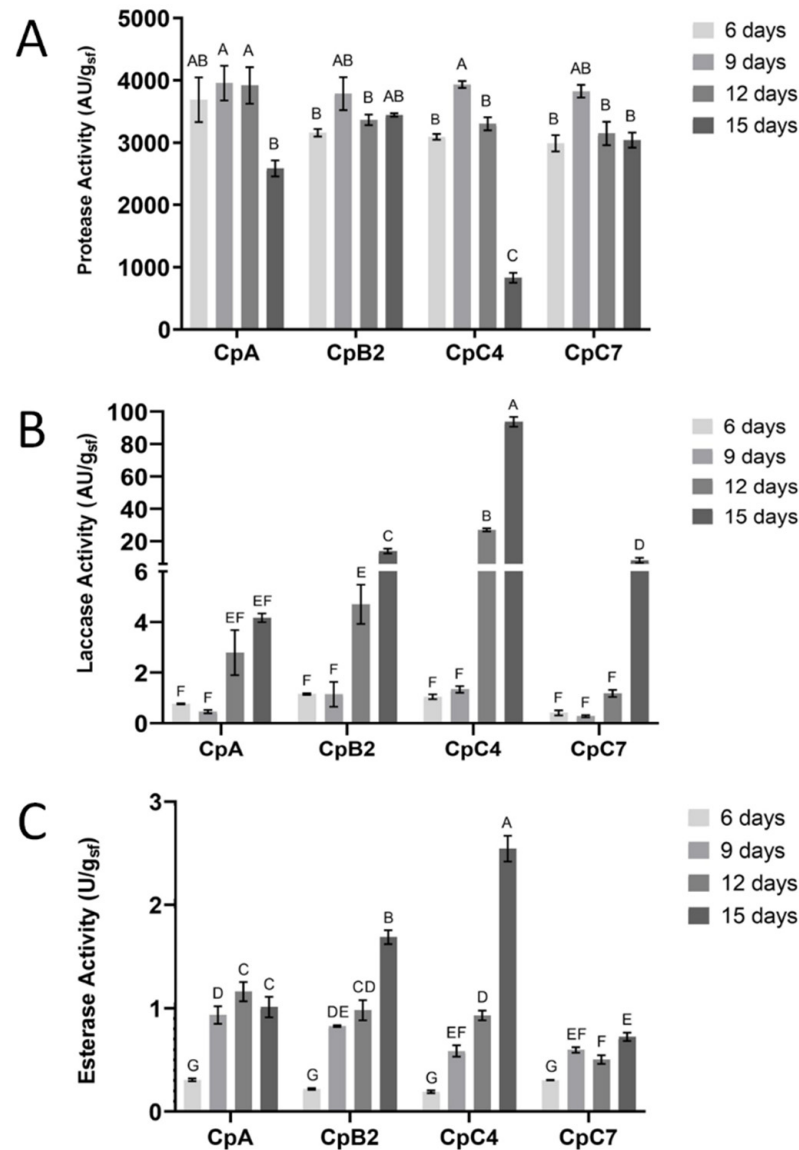 A
Protease Activity (AU/gsf)
5000
4000
3000
2000
1000
0
AB A A B
B AB B AB
B A B C
B AB B B
CpA CpB2 CpC4 CpC7
6 days
9 days
12 days
15 days
B
Laccase Activity (AU/gsf)
100
80
60
40
20
6
4
2
0
F F EF EF
F F E C
F F B A
F F F D
CpA CpB2 CpC4 CpC7
6 days
9 days
12 days
15 days
C
Esterase Activity (U/gsf)
3
2
1
0
G D C C
G DE CD B
G EF D A
G EF F E
CpA CpB2 CpC4 CpC7
6 days
9 days
12 days
15 days